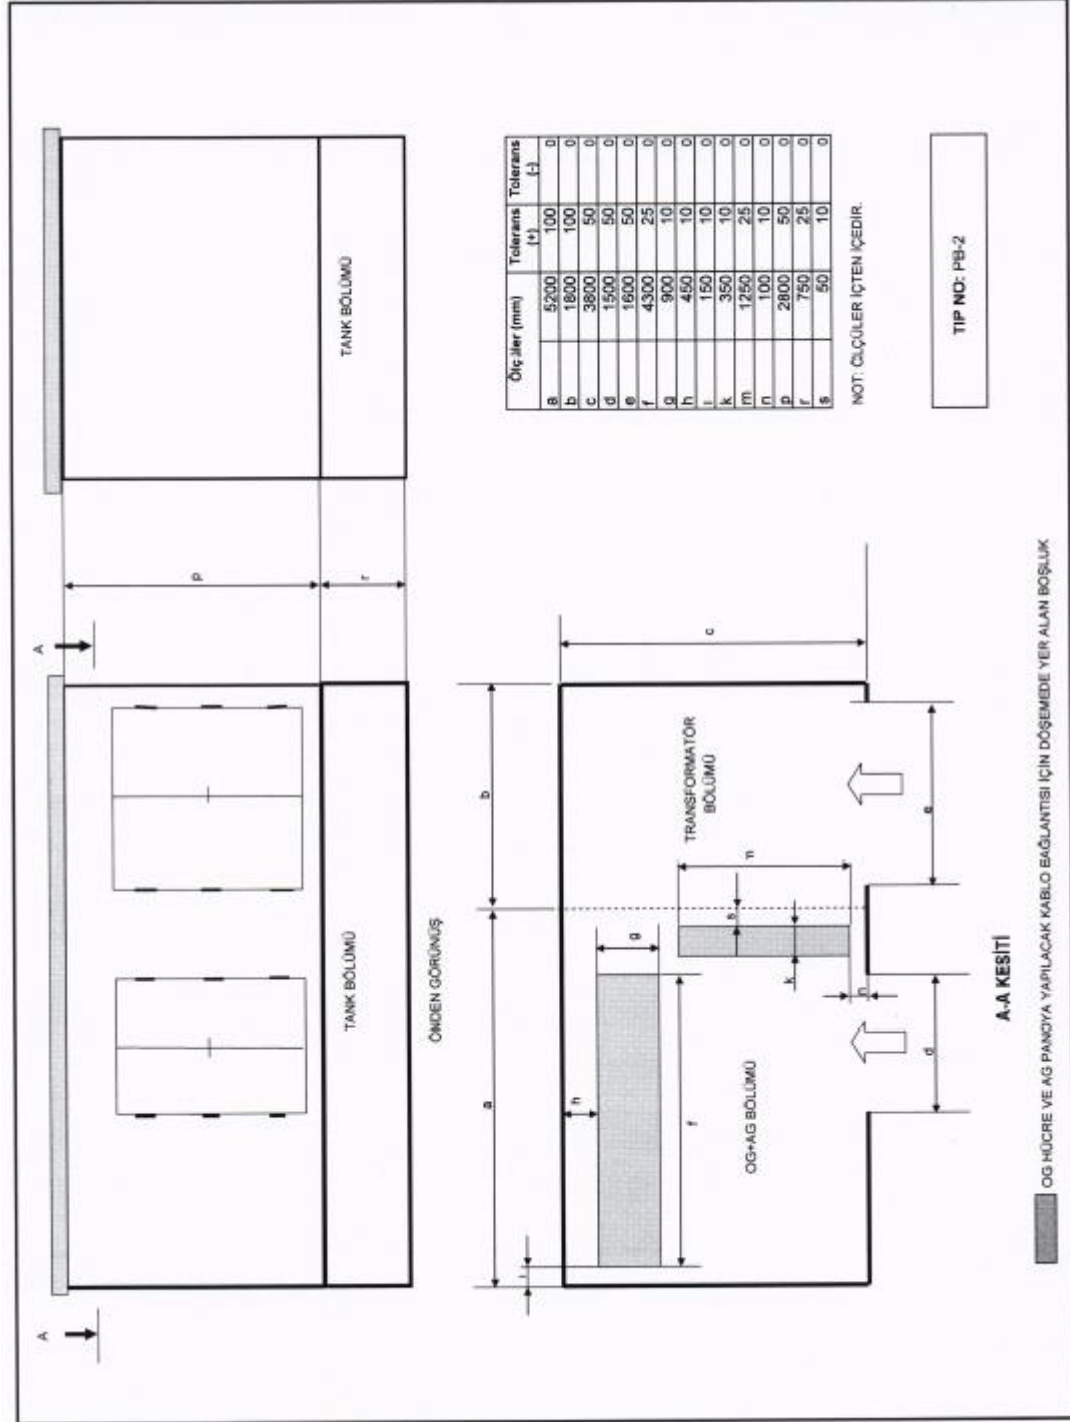 A
A
p
r
TANK BÖLÜMÜ
TANK BÖLÜMÜ
ÖNDEN GÖRÜNÜŞ
a
b
c
h
i
g
f
m
s
k
n
d
e
OG+AG BÖLÜMÜ
TRANSFORMATÖR
BÖLÜMÜ
A-A KESİTİ
Ölçüler (mm) Tolerans (+) Tolerans (-)
a 5200 100 0
b 1800 100 0
c 3800 50 0
d 1500 50 0
e 1600 50 0
f 4300 25 0
g 900 10 0
h 450 10 0
i 150 10 0
k 350 10 0
m 1250 25 0
n 100 10 0
p 2800 50 0
r 750 25 0
s 50 10 0
NOT: ÖLÇÜLER İÇTEN İÇEDİR.
TIP NO: PB-2
OG HÜCRE VE AG PANOYA YAPILACAK KABLO BAĞLANTISI İÇİN DÖŞEMEDE YER ALAN BOŞLUK